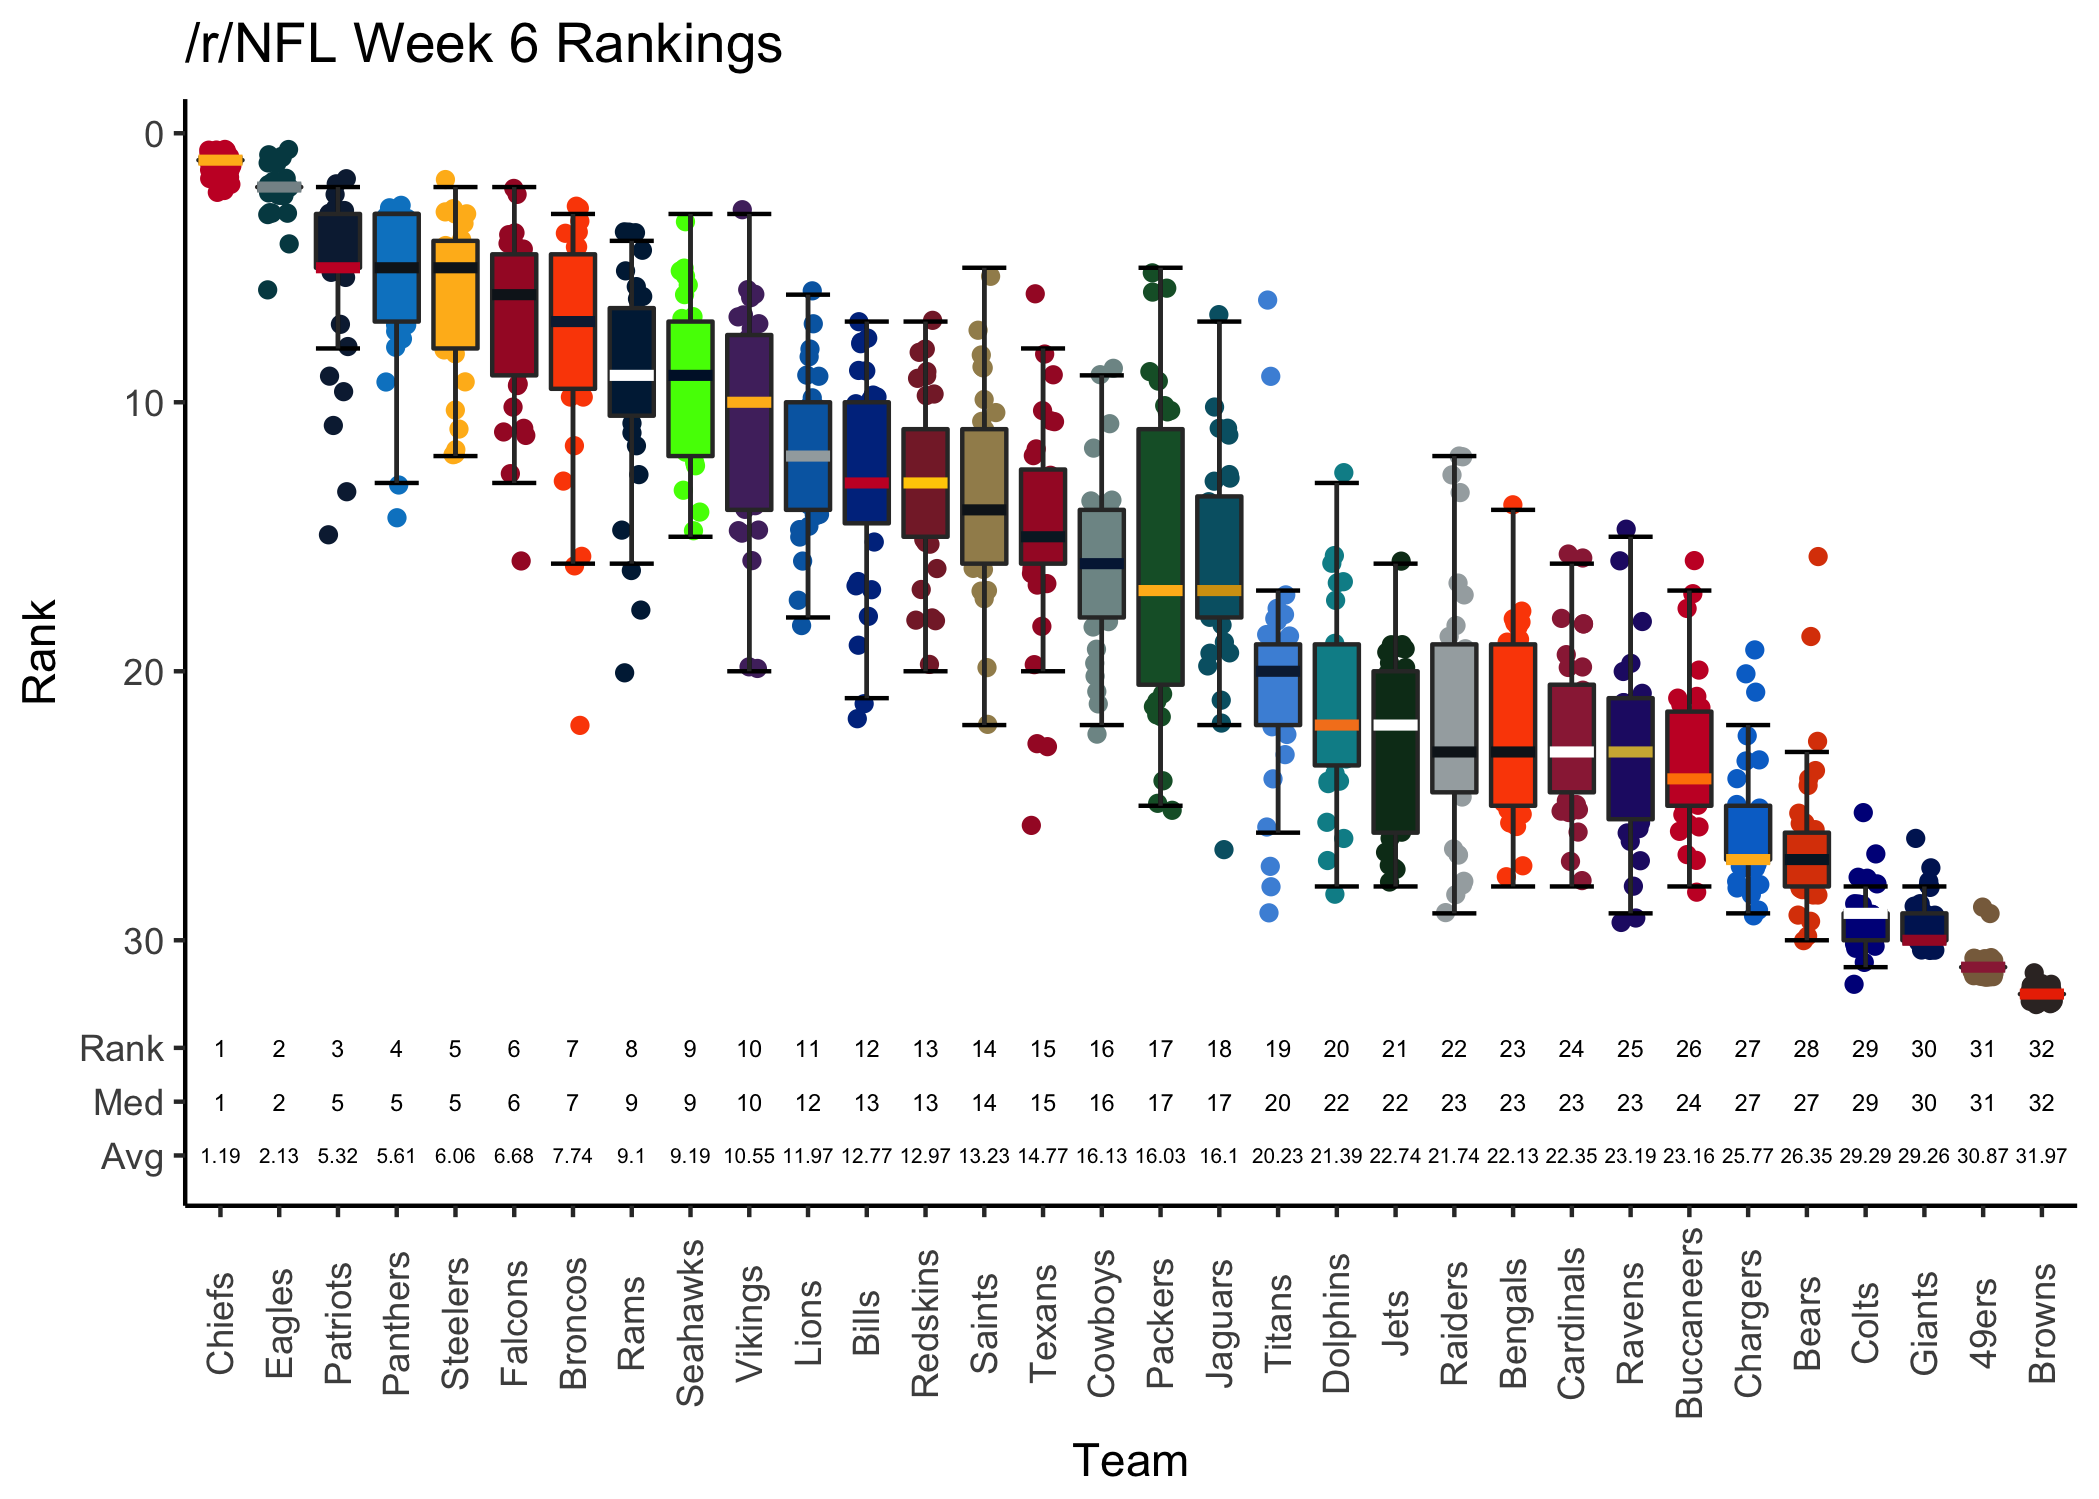 /r/NFL Week 6 Rankings
0
10
20
30
Rank
Rank 1 2 3 4 5 6 7 8 9 10 11 12 13 14 15 16 17 18 19 20 21 22 23 24 25 26 27 28 29 30 31 32
Med 1 2 5 5 5 6 7 9 9 10 12 13 13 14 15 16 17 17 20 22 22 23 23 23 23 24 27 27 29 30 31 32
Avg 1.19 2.13 5.32 5.61 6.06 6.68 7.74 9.1 9.19 10.55 11.97 12.77 12.97 13.23 14.77 16.13 16.03 16.1 20.23 21.39 22.74 21.74 22.13 22.35 23.19 23.16 25.77 26.35 29.29 29.26 30.87 31.97
Chiefs Eagles Patriots Panthers Steelers Falcons Broncos Rams Seahawks Vikings Lions Bills Redskins Saints Texans Cowboys Packers Jaguars Titans Dolphins Jets Raiders Bengals Cardinals Ravens Buccaneers Chargers Bears Colts Giants 49ers Browns
Team